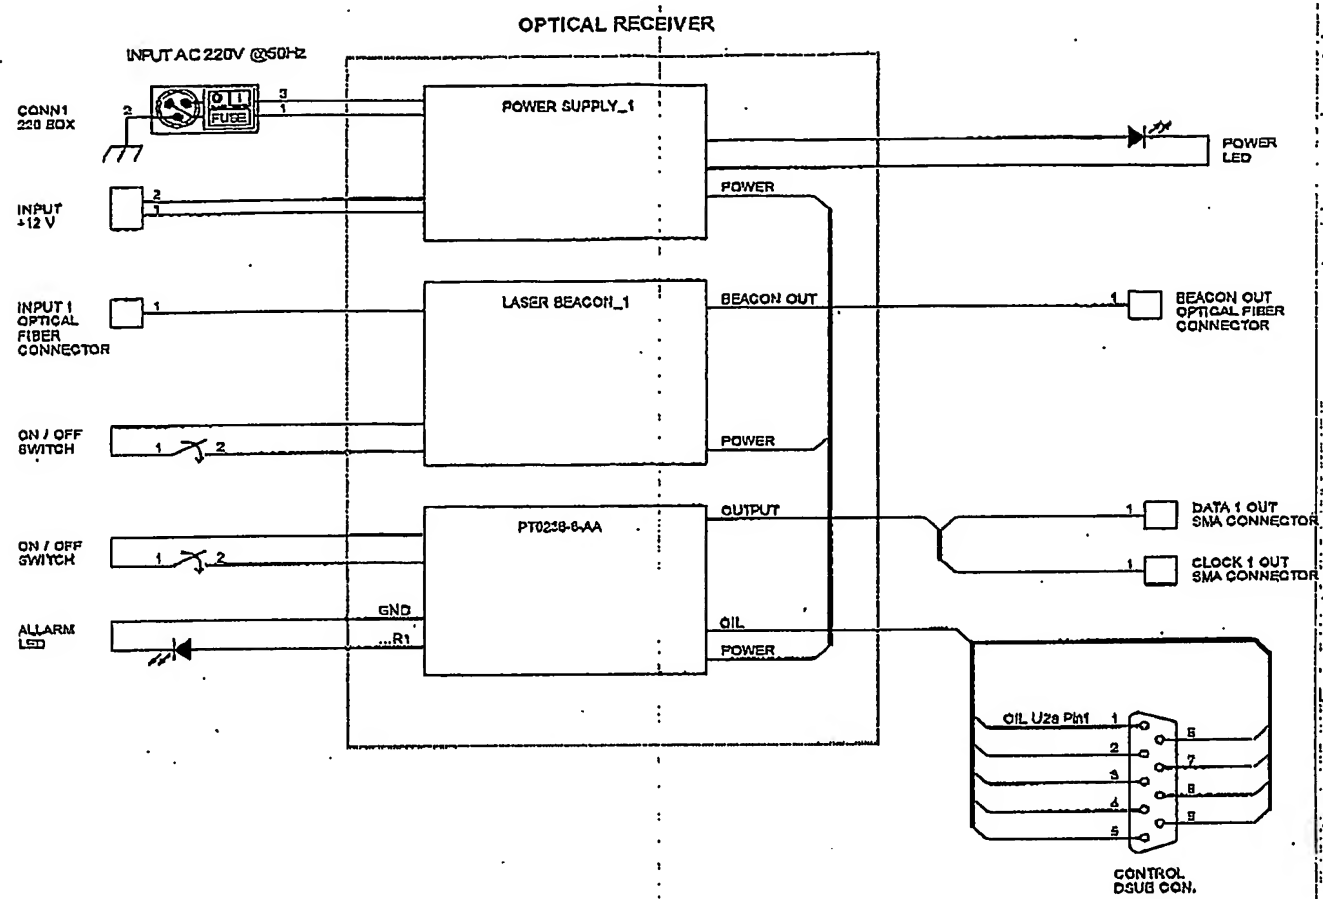 OPTICAL RECEIVER
INPUT AC 220V @50Hz
CONN1
220 BOX
2
O I
FUSE
3
1
POWER SUPPLY_1
POWER
LED
INPUT
+12 V
2
1
POWER
INPUT 1
OPTICAL
FIBER
CONNECTOR
1
LASER BEACON_1
BEACON OUT
1
BEACON OUT
OPTICAL FIBER
CONNECTOR
ON / OFF
SWITCH
1
2
POWER
ON / OFF
SWITCH
1
2
PT0236-6-AA
OUTPUT
1
DATA 1 OUT
SMA CONNECTOR
1
CLOCK 1 OUT
SMA CONNECTOR
ALLARM
LED
GND
...R1
OIL
POWER
OIL U2a Pin1
1
2
3
4
5
6
7
8
9
CONTROL
DSUB CON.